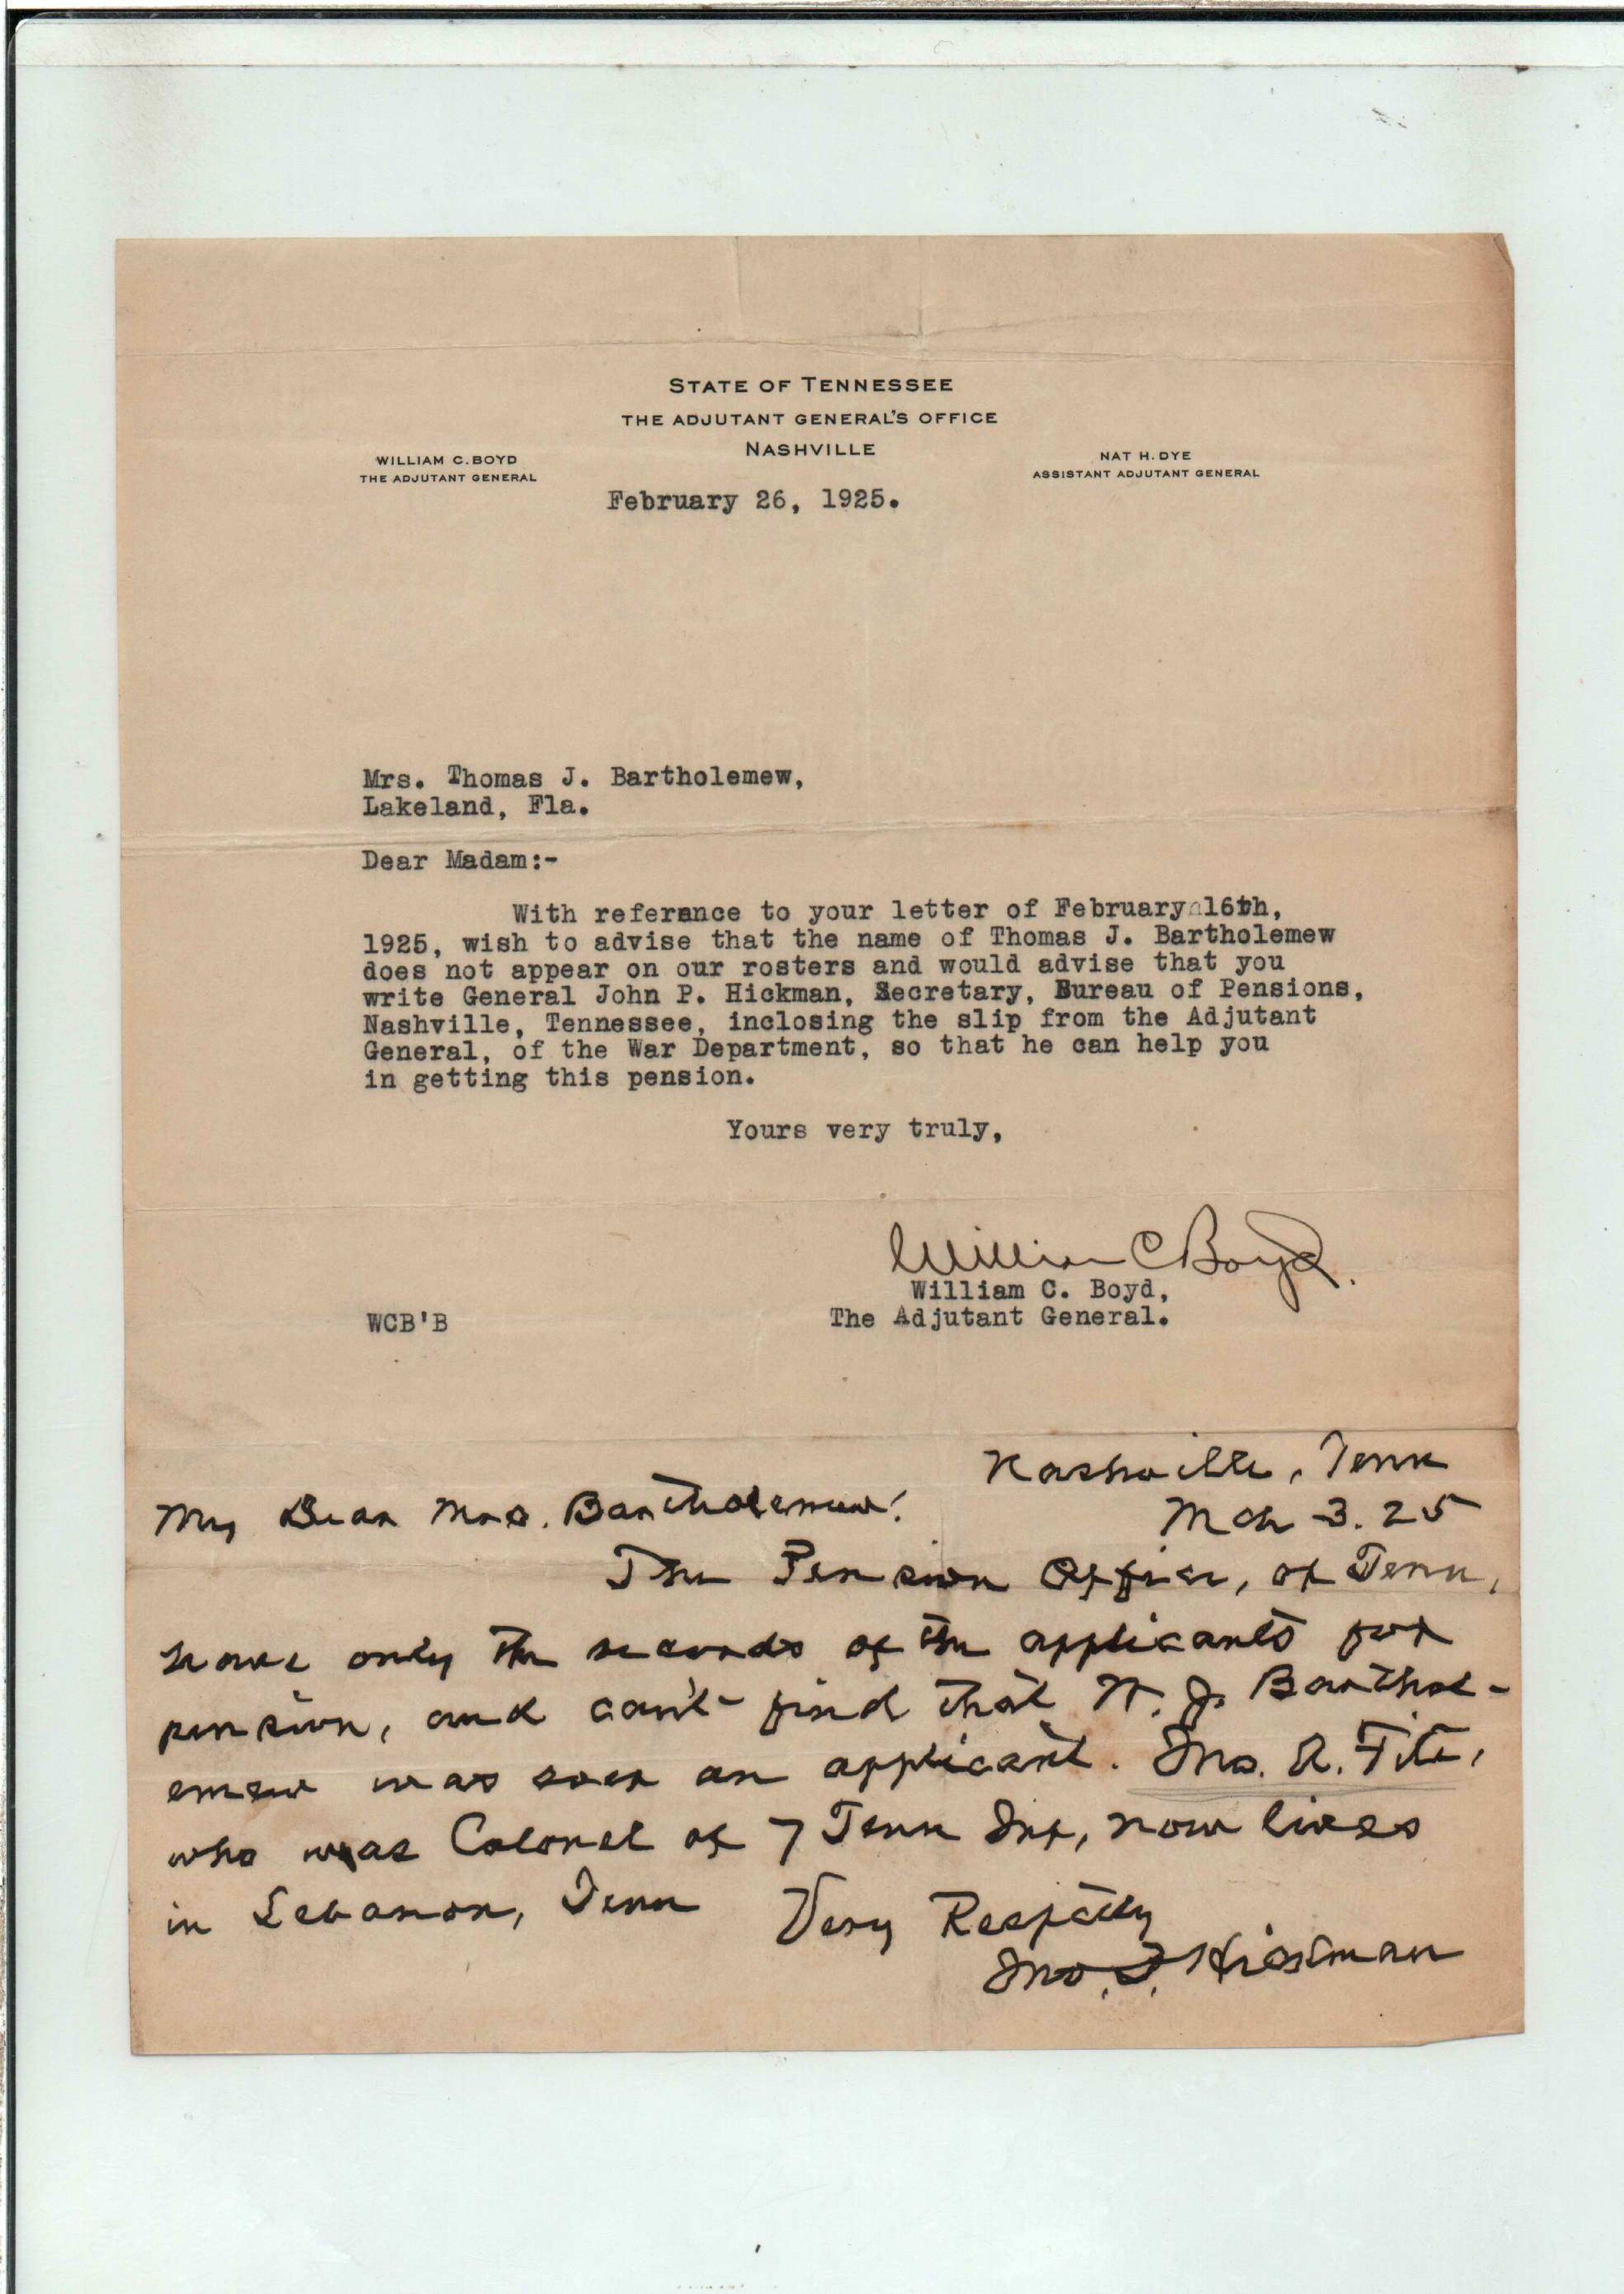 STATE OF TENNESSEE
THE ADJUTANT GENERAL'S OFFICE
NASHVILLE
WILLIAM C. BOYD
THE ADJUTANT GENERAL
NAT H. DYE
ASSISTANT ADJUTANT GENERAL
February 26, 1925.
Mrs. Thomas J. Bartholemew,
Lakeland, Fla.
Dear Madam:-
With referance to your letter of February 16th,
1925, wish to advise that the name of Thomas J. Bartholemew
does not appear on our rosters and would advise that you
write General John P. Hickman, Secretary, Bureau of Pensions,
Nashville, Tennessee, inclosing the slip from the Adjutant
General, of the War Department, so that he can help you
in getting this pension.
Yours very truly,
William C Boyd.
William C. Boyd,
The Adjutant General.
WCB'B
Nashville, Tenn
Mch 3. 25
My Dear Mrs. Bartholemew!
The Pension Office, of Tenn,
have only the records of the applicants for
pension, and can't find that J. Barthol-
emew was ever an applicant. Jno. A. Fite,
who was Colonel of 7 Tenn Inf, now lives
in Lebanon, Tenn
Very Respctlly
Jno. P. Hickman